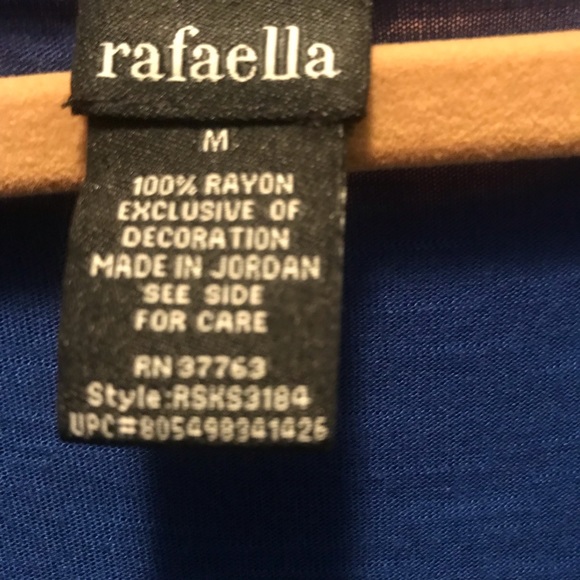 rafaella
M
100% RAYON
EXCLUSIVE OF
DECORATION
MADE IN JORDAN
SEE SIDE
FOR CARE
RN 37763
Style:RSKS3184
UPC#805498341426